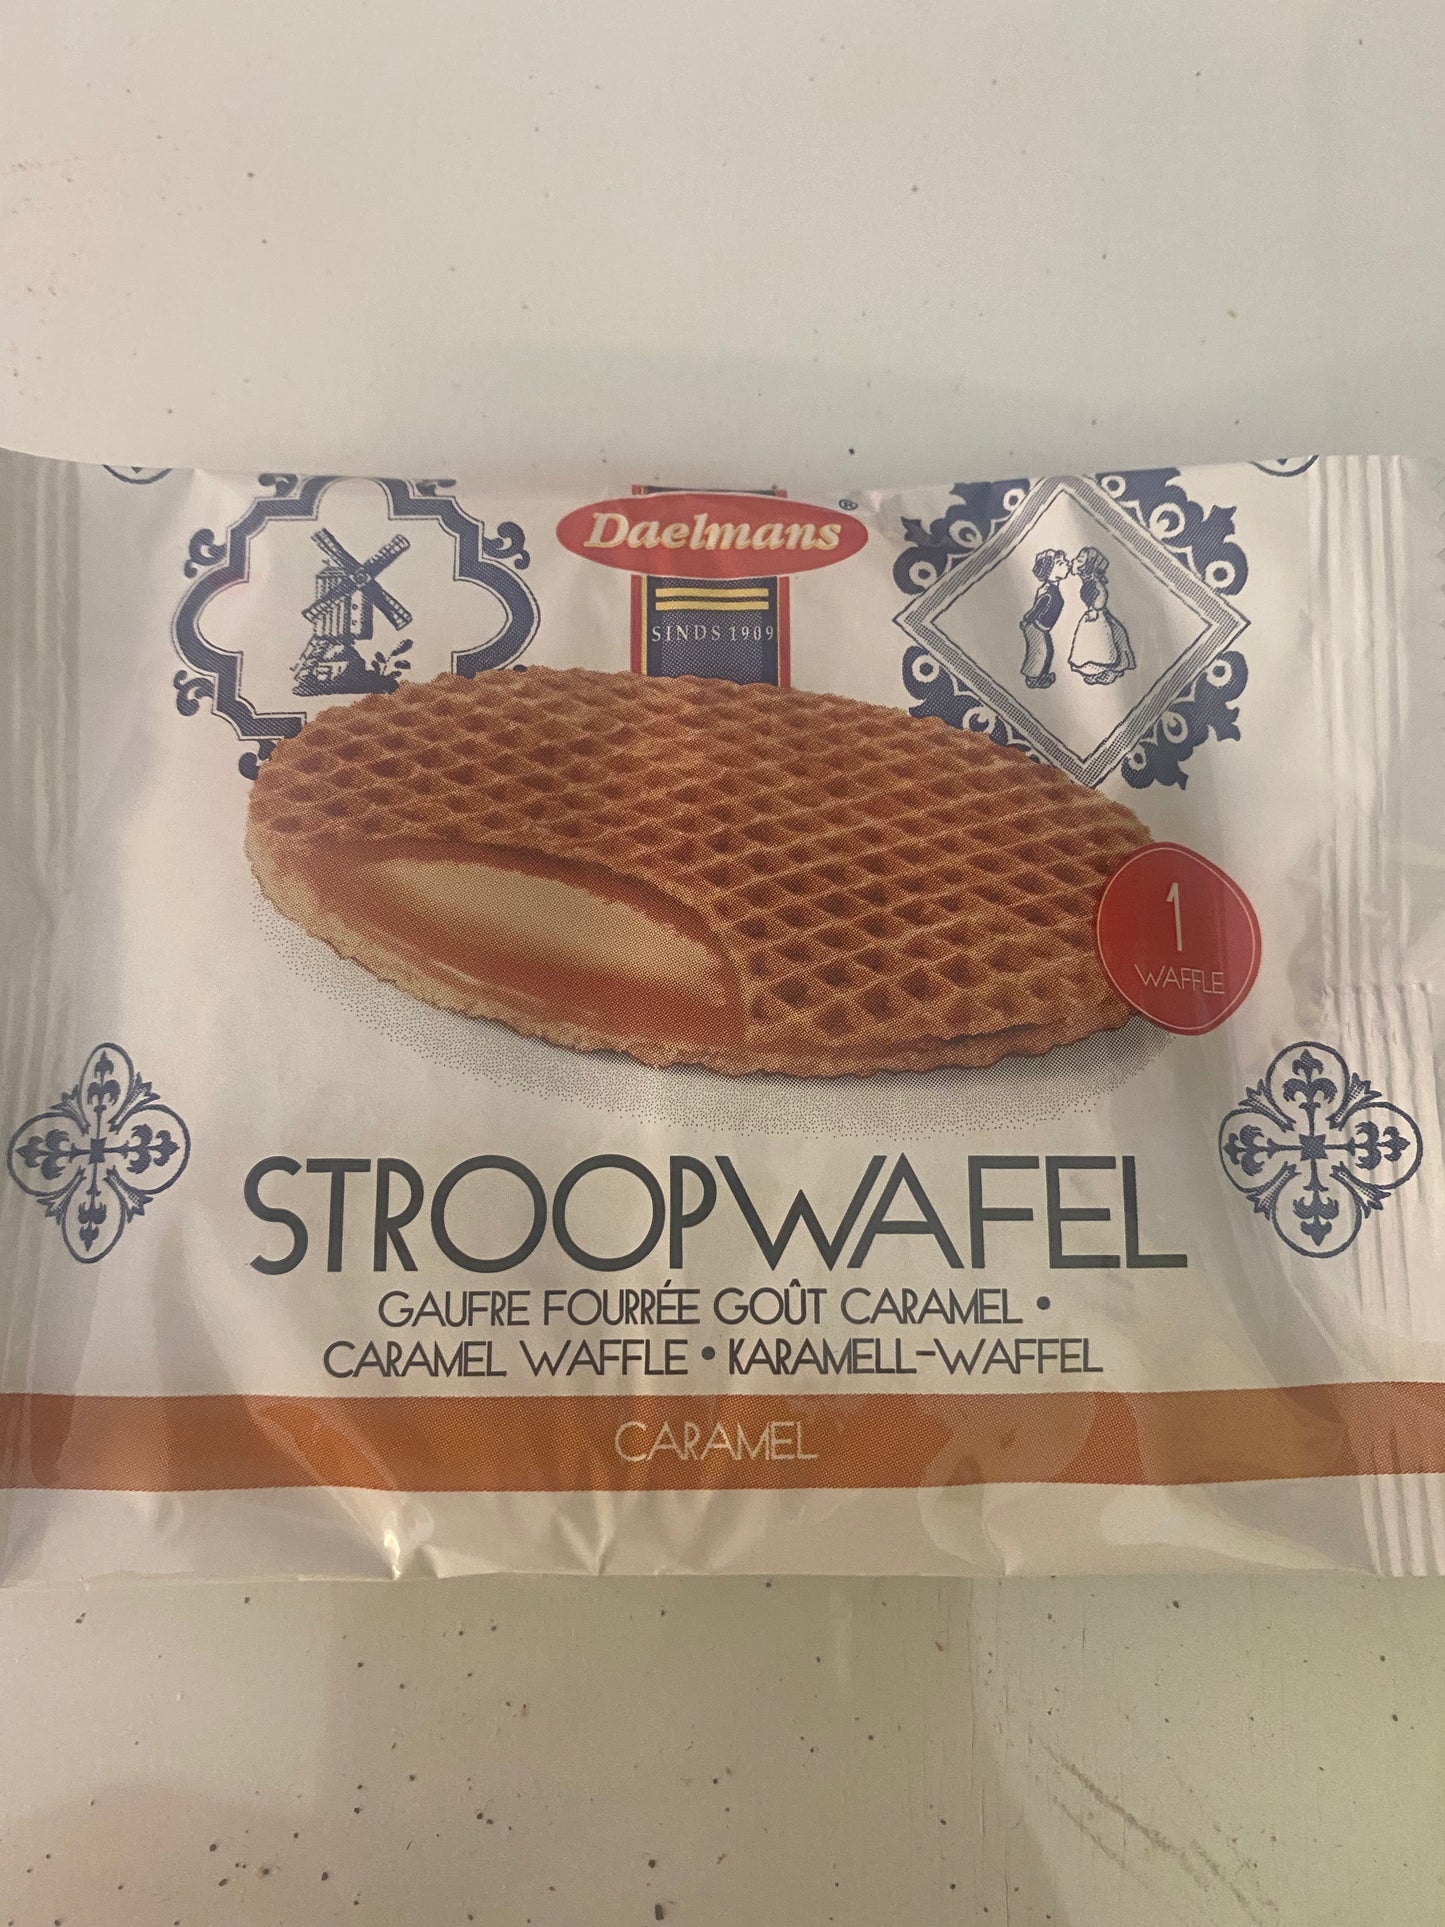 Daelmans®
SINDS 1909
1
WAFFLE
STROOPWAFEL
GAUFRE FOURRÉE GOÛT CARAMEL •
CARAMEL WAFFLE • KARAMELL-WAFFEL
CARAMEL